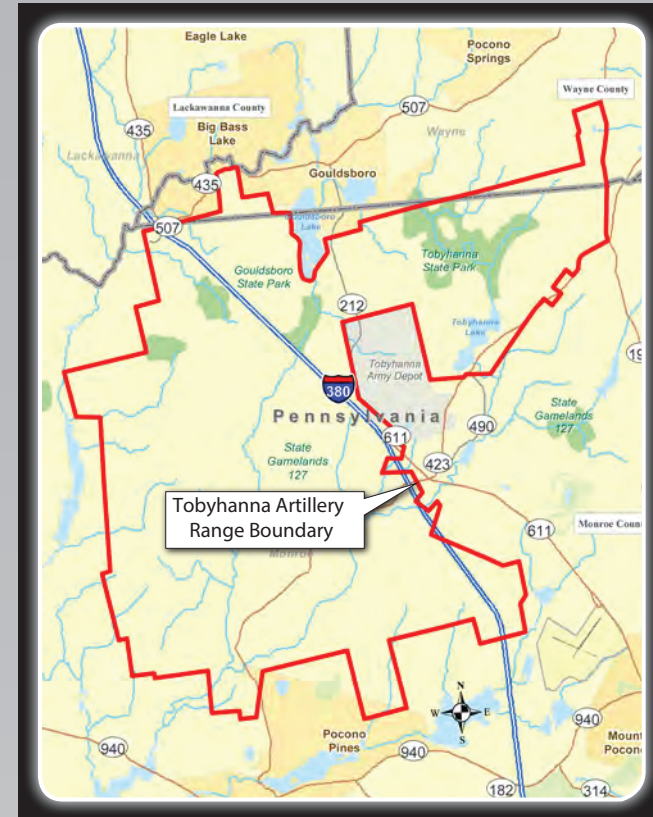 Eagle Lake
Pocono
Springs
Wayne County
Lackawanna County
507
435
Big Bass
Lake
Wayne
Lackawanna
Gouldsboro
435
507
Gouldsboro
Lake
Tobyhanna
State Park
Gouldsboro
State Park
212
Tobyhanna
Lake
19
Tobyhanna
Army Depot
380
Pennsylvania
State
Gamelands
127
611
490
State
Gamelands
127
423
Tobyhanna Artillery
Range Boundary
611
Monroe Coun
Monroe
N
W E
S
Pocono
Pines
940
940
940
Mount
Pocono
182
314